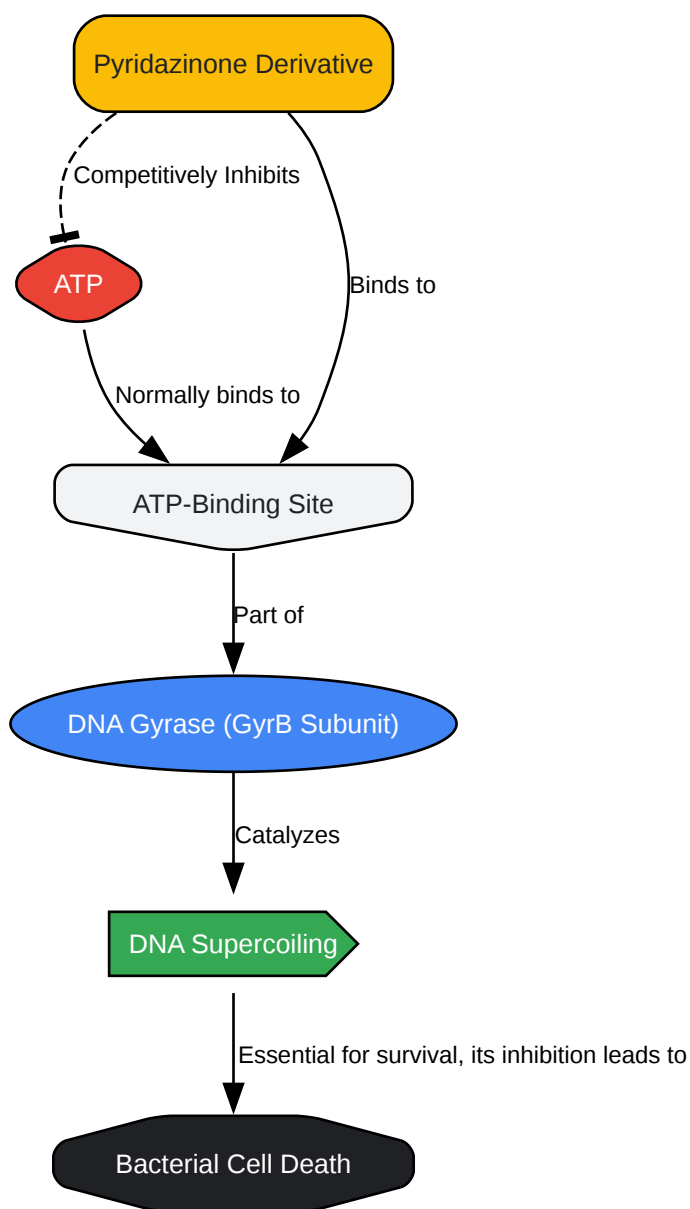 Pyridazinone Derivative
Competitively Inhibits
ATP
Binds to
Normally binds to
ATP-Binding Site
Part of
DNA Gyrase (GyrB Subunit)
Catalyzes
DNA Supercoiling
Essential for survival, its inhibition leads to
Bacterial Cell Death